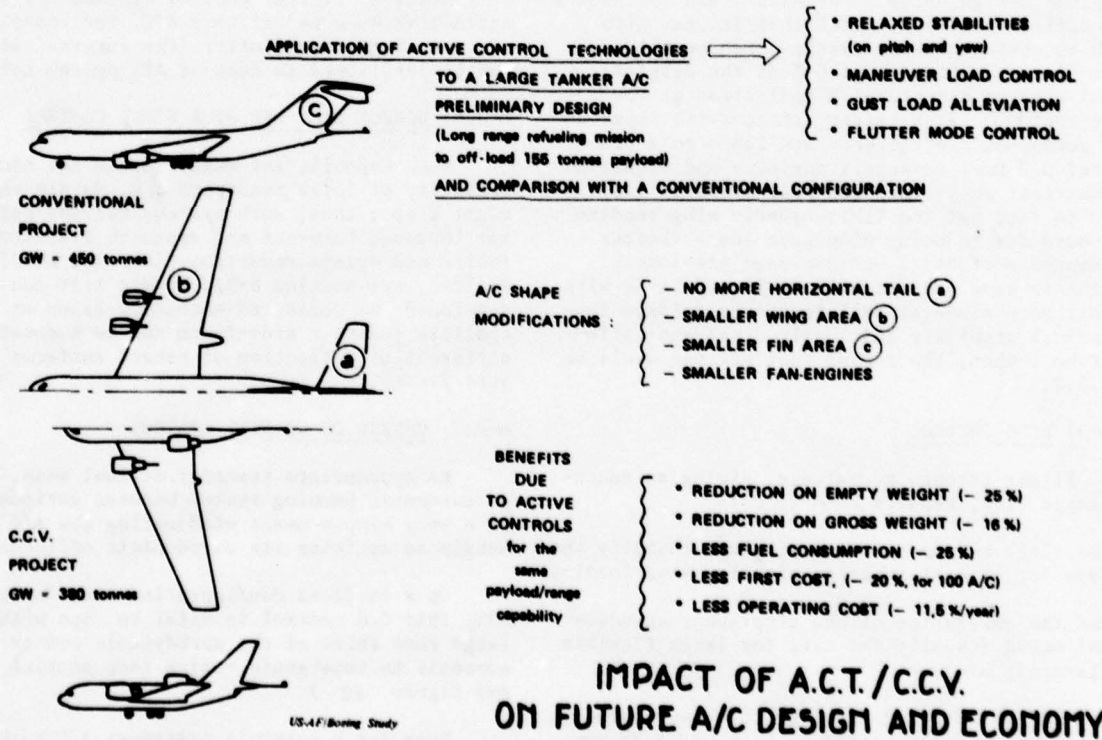 APPLICATION OF ACTIVE CONTROL TECHNOLOGIES
TO A LARGE TANKER A/C
PRELIMINARY DESIGN
(Long range refueling mission
to off-load 156 tonnes payload)
AND COMPARISON WITH A CONVENTIONAL CONFIGURATION
* RELAXED STABILITIES
(on pitch and yaw)
* MANEUVER LOAD CONTROL
* GUST LOAD ALLEVIATION
* FLUTTER MODE CONTROL
c
CONVENTIONAL
PROJECT
GW = 450 tonnes
b
a
A/C SHAPE
MODIFICATIONS :
– NO MORE HORIZONTAL TAIL a
– SMALLER WING AREA b
– SMALLER FIN AREA c
– SMALLER FAN-ENGINES
C.C.V.
PROJECT
GW = 380 tonnes
BENEFITS
DUE
TO ACTIVE
CONTROLS
for the
same
payload/range
capability
* REDUCTION ON EMPTY WEIGHT (– 25 %)
* REDUCTION ON GROSS WEIGHT (– 16 %)
* LESS FUEL CONSUMPTION (– 25 %)
* LESS FIRST COST, (– 20 %, for 100 A/C)
* LESS OPERATING COST (– 11,5 %/year)
US-AF/Boeing Study
IMPACT OF A.C.T./C.C.V.
ON FUTURE A/C DESIGN AND ECONOMY